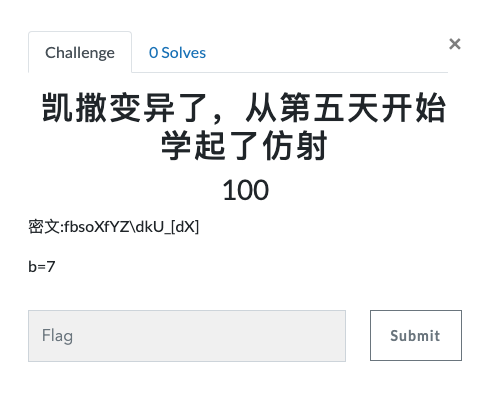 Challenge
0 Solves
×
凯撒变异了，从第五天开始
学起了仿射
100
密文:fbsoXfYZ\dkU_[dX]
b=7
Flag
Submit